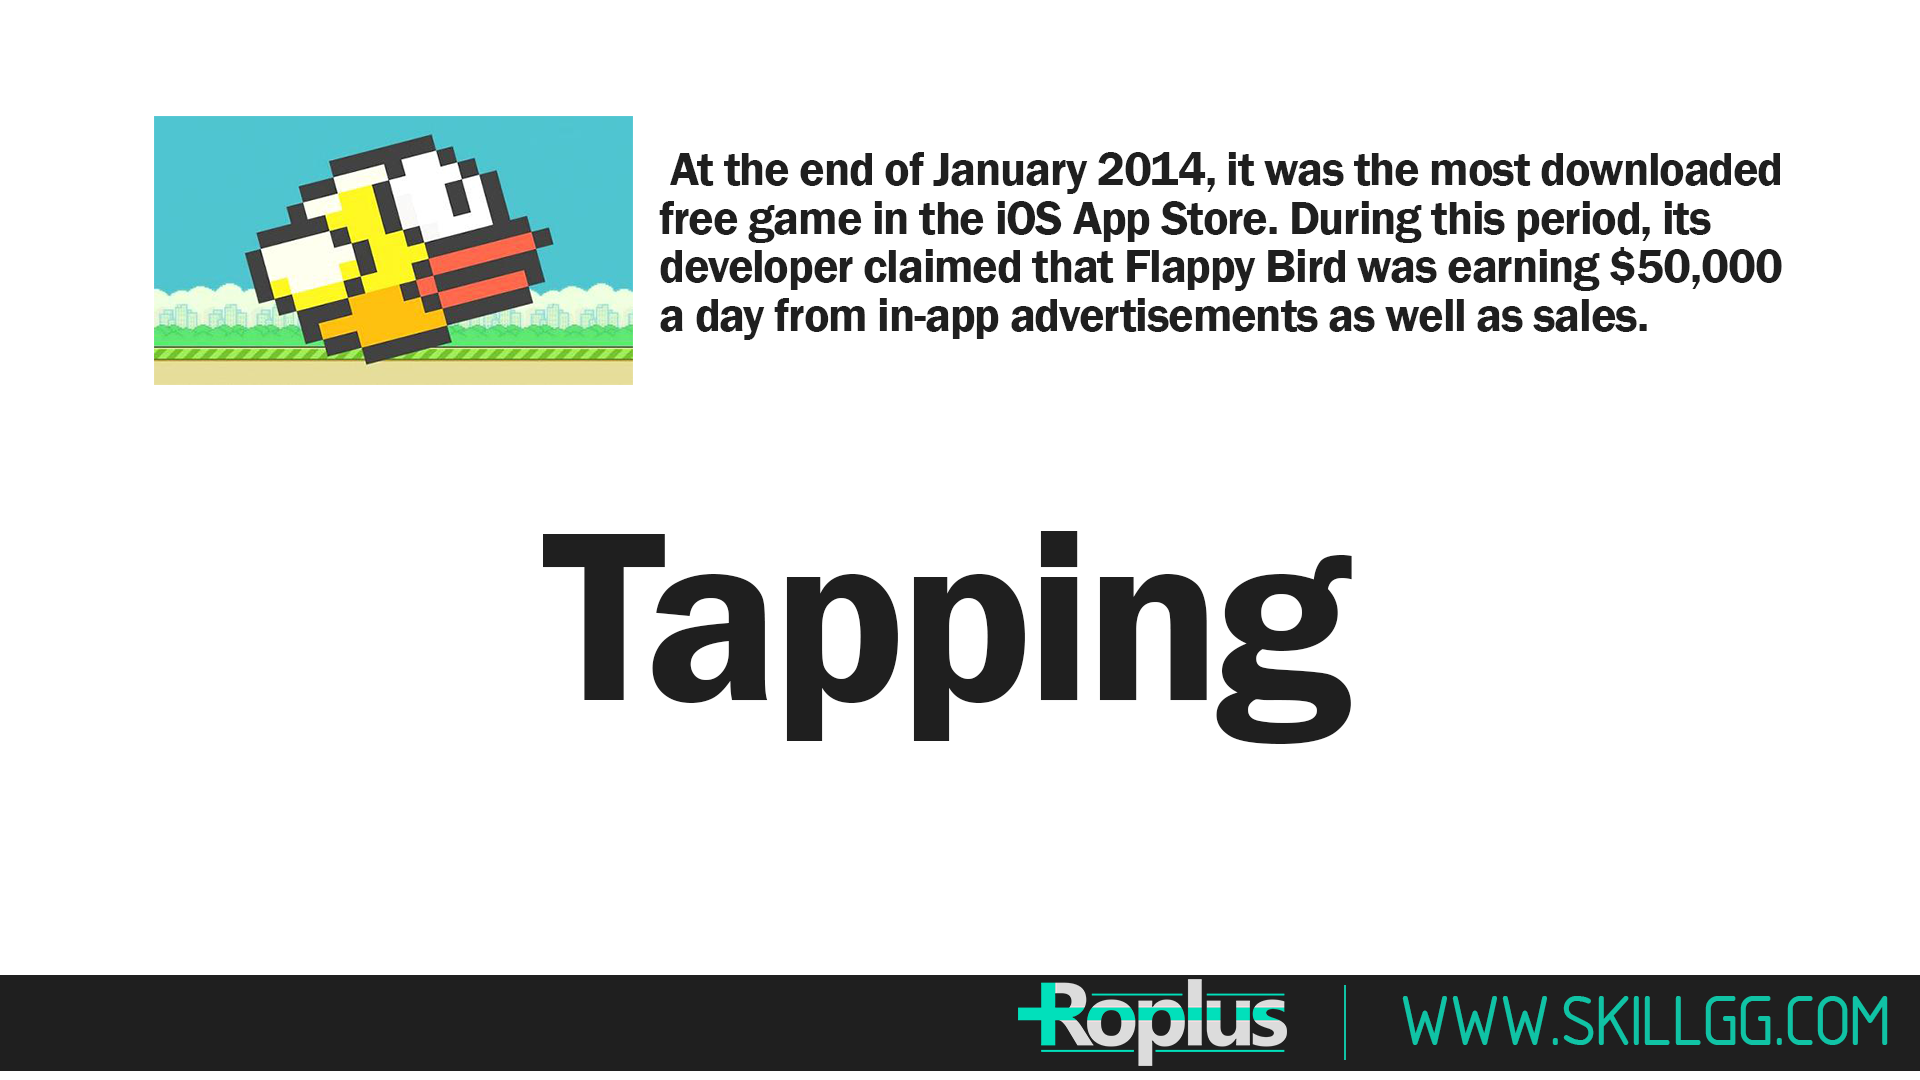 At the end of January 2014, it was the most downloaded
free game in the iOS App Store. During this period, its
developer claimed that Flappy Bird was earning $50,000
a day from in-app advertisements as well as sales.
Tapping
Roplus
WWW.SKILLGG.COM